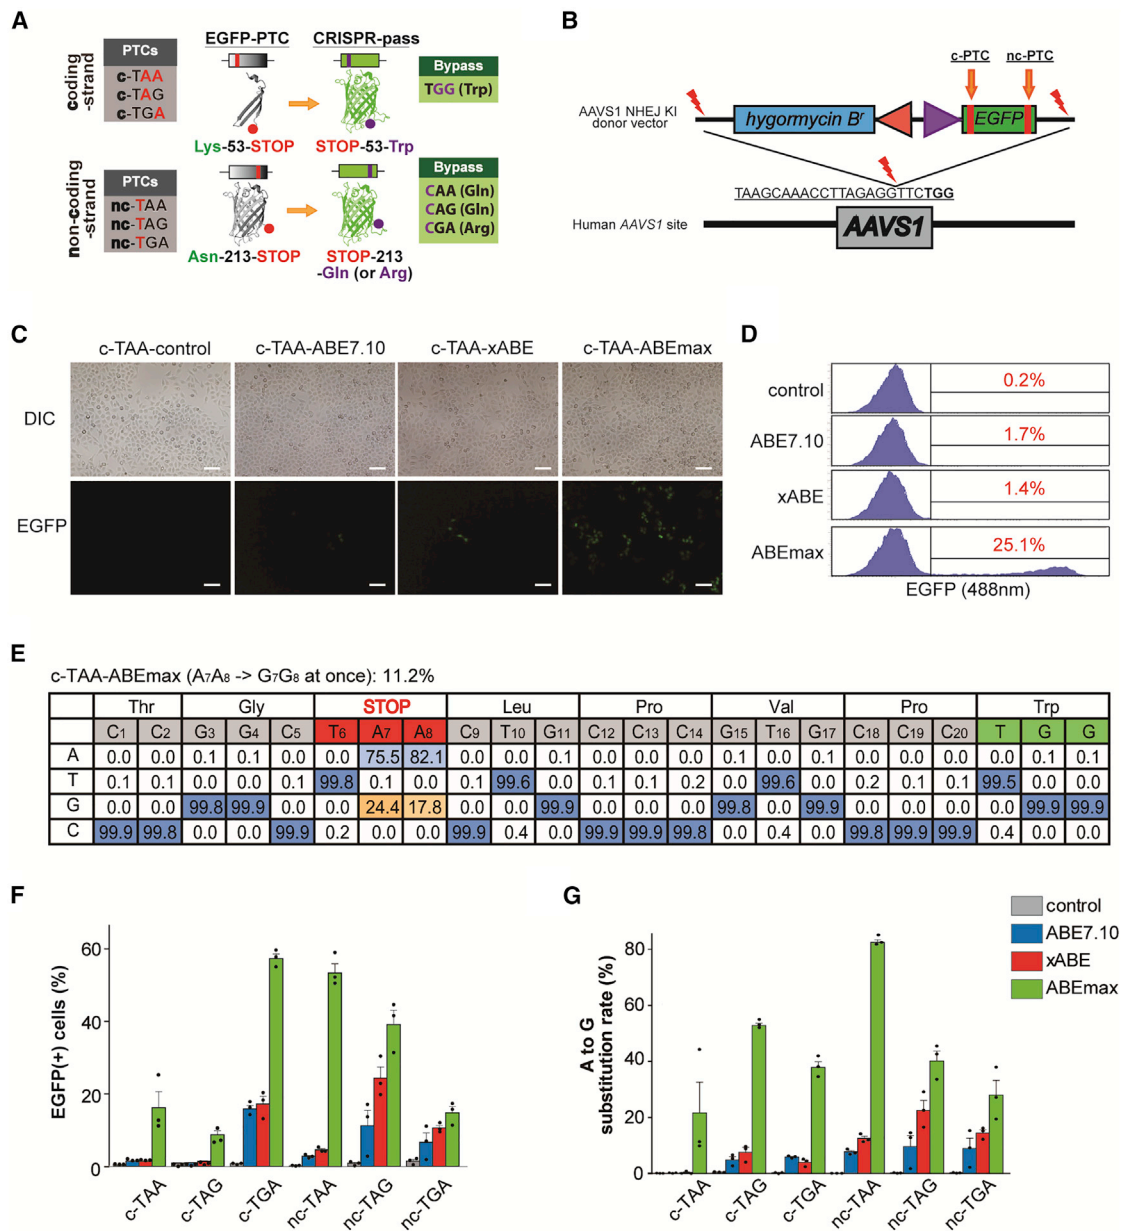 A
EGFP-PTC
CRISPR-pass
coding
-strand
PTCs
c-TAA
c-TAG
c-TGA
Bypass
TGG (Trp)
Lys-53-STOP
STOP-53-Trp
non-coding
-strand
PTCs
nc-TAA
nc-TAG
nc-TGA
Bypass
CAA (Gln)
CAG (Gln)
CGA (Arg)
Asn-213-STOP
STOP-213
-Gln (or Arg)
B
c-PTC nc-PTC
AAVS1 NHEJ KI
donor vector
hygormycin Bʳ
EGFP
TAAGCAAACCTTAGAGGTTCTGG
Human AAVS1 site
AAVS1
C
c-TAA-control c-TAA-ABE7.10 c-TAA-xABE c-TAA-ABEmax
DIC
EGFP
D
control 0.2%
ABE7.10 1.7%
xABE 1.4%
ABEmax 25.1%
EGFP (488nm)
E
c-TAA-ABEmax (A7A8 -> G7G8 at once): 11.2%
Thr Gly STOP Leu Pro Val Pro Trp
C1 C2 G3 G4 C5 T6 A7 A8 C9 T10 G11 C12 C13 C14 G15 T16 G17 C18 C19 C20 T G G
A 0.0 0.0 0.1 0.1 0.1 0.0 75.5 82.1 0.0 0.0 0.1 0.0 0.0 0.0 0.1 0.0 0.1 0.0 0.0 0.0 0.0 0.1 0.1
T 0.1 0.1 0.0 0.0 0.1 99.8 0.1 0.0 0.1 99.6 0.0 0.1 0.1 0.2 0.0 99.6 0.0 0.2 0.1 0.1 99.5 0.0 0.0
G 0.0 0.0 99.8 99.9 0.0 0.0 24.4 17.8 0.0 0.0 99.9 0.0 0.0 0.0 99.8 0.0 99.9 0.0 0.0 0.0 0.0 99.9 99.9
C 99.9 99.8 0.0 0.0 99.9 0.2 0.0 0.0 99.9 0.4 0.0 99.9 99.9 99.8 0.0 0.4 0.0 99.8 99.9 99.9 0.4 0.0 0.0
F
EGFP(+) cells (%)
60
40
20
0
c-TAA c-TAG c-TGA nc-TAA nc-TAG nc-TGA
G
A to G
substitution rate (%)
80
60
40
20
0
c-TAA c-TAG c-TGA nc-TAA nc-TAG nc-TGA
control
ABE7.10
xABE
ABEmax